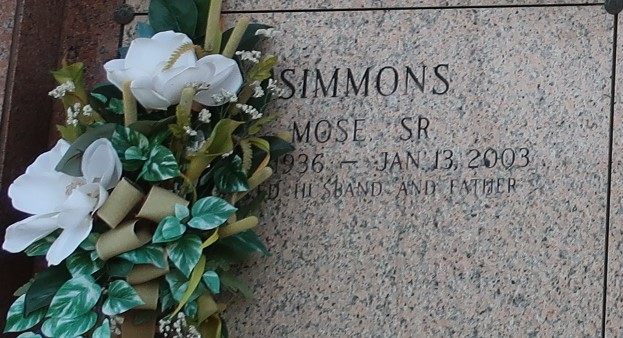 SIMMONS
MOSE SR
1936 — JAN 13, 2003
HUSBAND AND FATHER